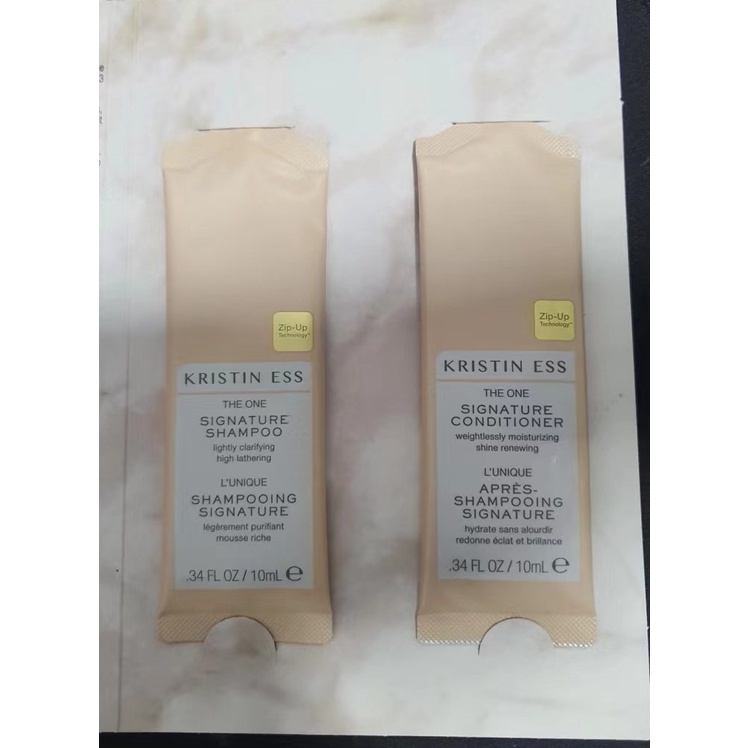 Zip-Up
Technology™
KRISTIN ESS
THE ONE
SIGNATURE
SHAMPOO
lightly clarifying
high lathering
L'UNIQUE
SHAMPOOING
SIGNATURE
légèrement purifiant
mousse riche
.34 FL OZ / 10mL ℮
Zip-Up
Technology™
KRISTIN ESS
THE ONE
SIGNATURE
CONDITIONER
weightlessly moisturizing
shine renewing
L'UNIQUE
APRÈS-
SHAMPOOING
SIGNATURE
hydrate sans alourdir
redonne éclat et brillance
.34 FL OZ / 10mL ℮